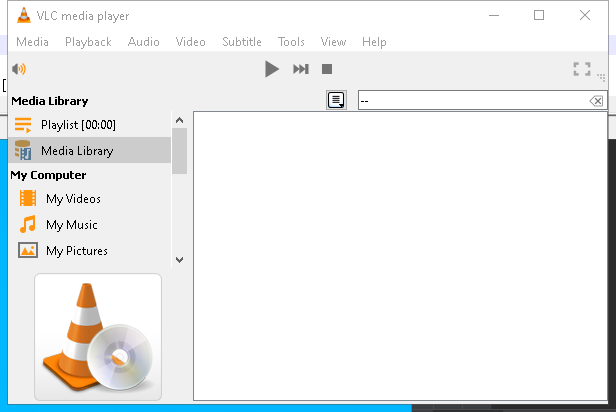 VLC media player
Media Playback Audio Video Subtitle Tools View Help
Media Library
--
Playlist [00:00]
Media Library
My Computer
My Videos
My Music
My Pictures